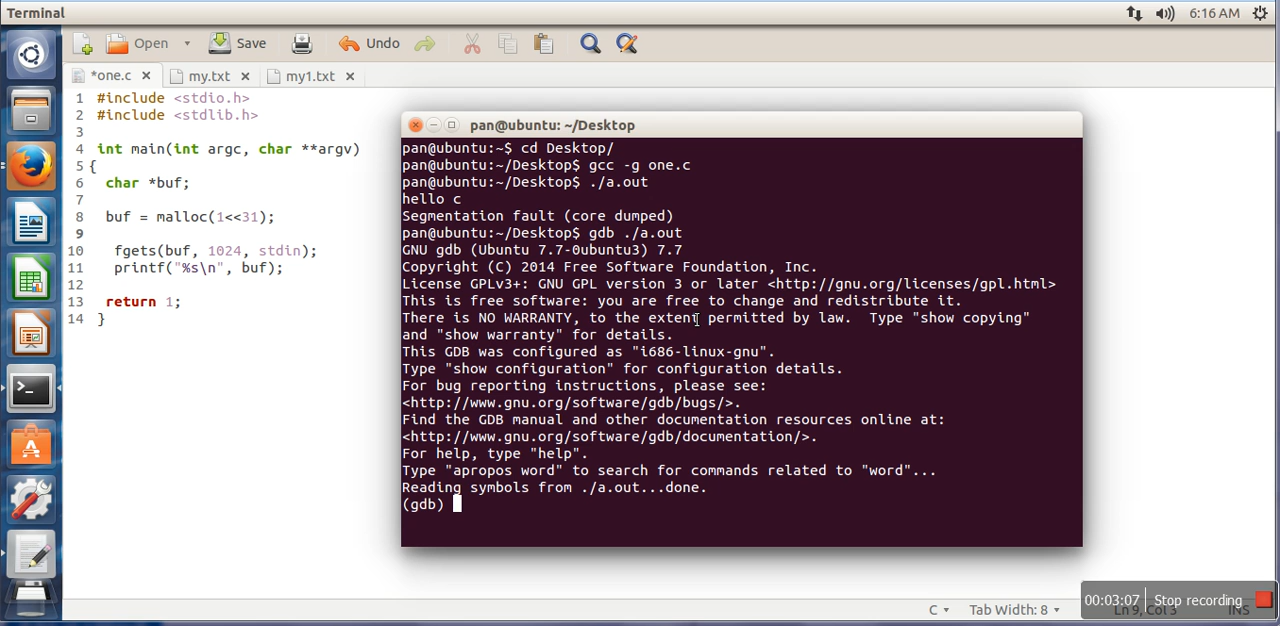 Terminal
6:16 AM
Open
Save
Undo
*one.c
my.txt
my1.txt
1 #include <stdio.h>
2 #include <stdlib.h>
3
4 int main(int argc, char **argv)
5 {
6 char *buf;
7
8 buf = malloc(1<<31);
9
10 fgets(buf, 1024, stdin);
11 printf("%s\n", buf);
12
13 return 1;
14 }
pan@ubuntu: ~/Desktop
pan@ubuntu:~$ cd Desktop/
pan@ubuntu:~/Desktop$ gcc -g one.c
pan@ubuntu:~/Desktop$ ./a.out
hello c
Segmentation fault (core dumped)
pan@ubuntu:~/Desktop$ gdb ./a.out
GNU gdb (Ubuntu 7.7-0ubuntu3) 7.7
Copyright (C) 2014 Free Software Foundation, Inc.
License GPLv3+: GNU GPL version 3 or later <http://gnu.org/licenses/gpl.html>
This is free software: you are free to change and redistribute it.
There is NO WARRANTY, to the extent permitted by law.  Type "show copying"
and "show warranty" for details.
This GDB was configured as "i686-linux-gnu".
Type "show configuration" for configuration details.
For bug reporting instructions, please see:
<http://www.gnu.org/software/gdb/bugs/>.
Find the GDB manual and other documentation resources online at:
<http://www.gnu.org/software/gdb/documentation/>.
For help, type "help".
Type "apropos word" to search for commands related to "word"...
Reading symbols from ./a.out...done.
(gdb)
C
Tab Width: 8
Ln 9, Col 3
INS
00:03:07
Stop recording